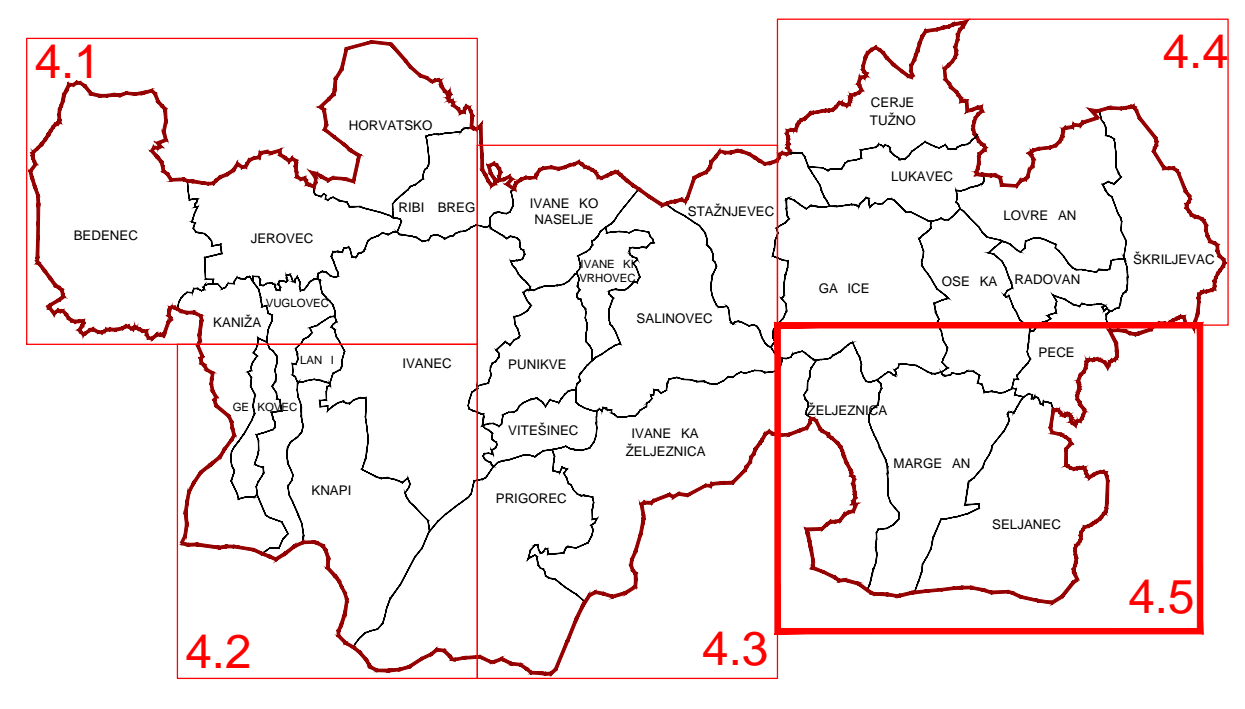 4.1
4.4
CERJE
TUŽNO
HORVATSKO
LUKAVEC
RIBI BREG
IVANE KO
NASELJE
STAŽNJEVEC
LOVRE AN
BEDENEC
JEROVEC
ŠKRILJEVAC
IVANE KI
VRHOVEC
OSE KA
RADOVAN
GA ICE
VUGLOVEC
KANIŽA
SALINOVEC
PECE
LAN I
IVANEC
PUNIKVE
GE KOVEC
ŽELJEZNICA
VITEŠINEC
IVANE KA
ŽELJEZNICA
MARGE AN
KNAPI
PRIGOREC
SELJANEC
4.5
4.2
4.3